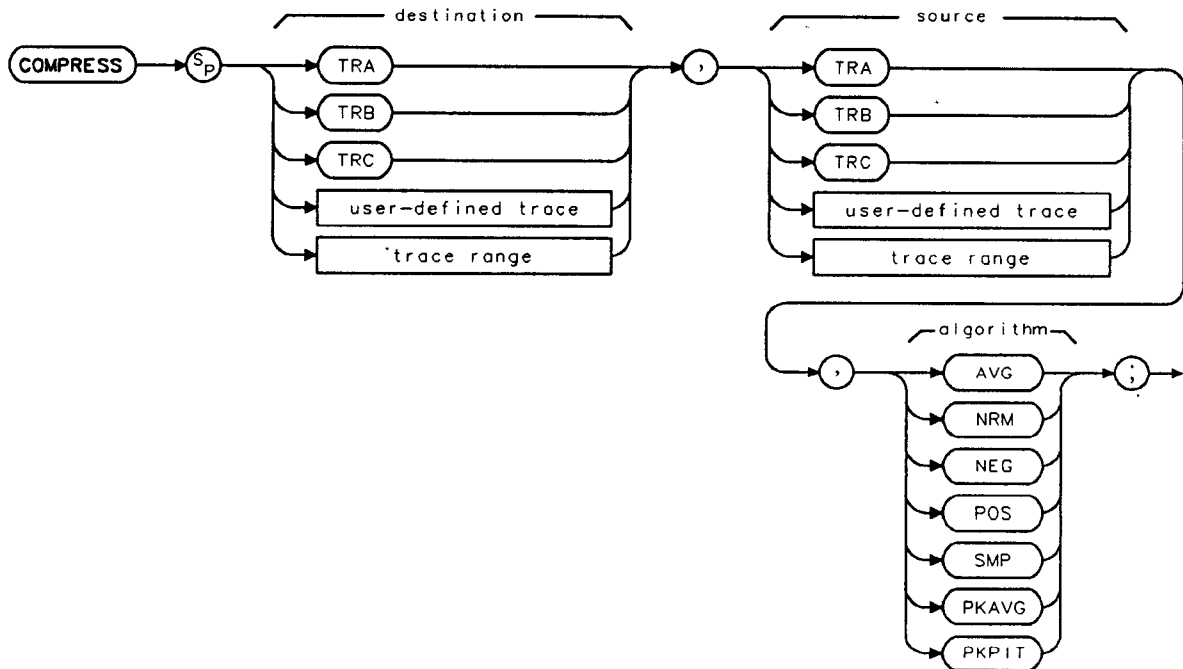 destination
source
COMPRESS SP TRA , TRA
TRB TRB
TRC TRC
user-defined trace user-defined trace
trace range trace range
algorithm
, AVG ;
NRM
NEG
POS
SMP
PKAVG
PKPIT